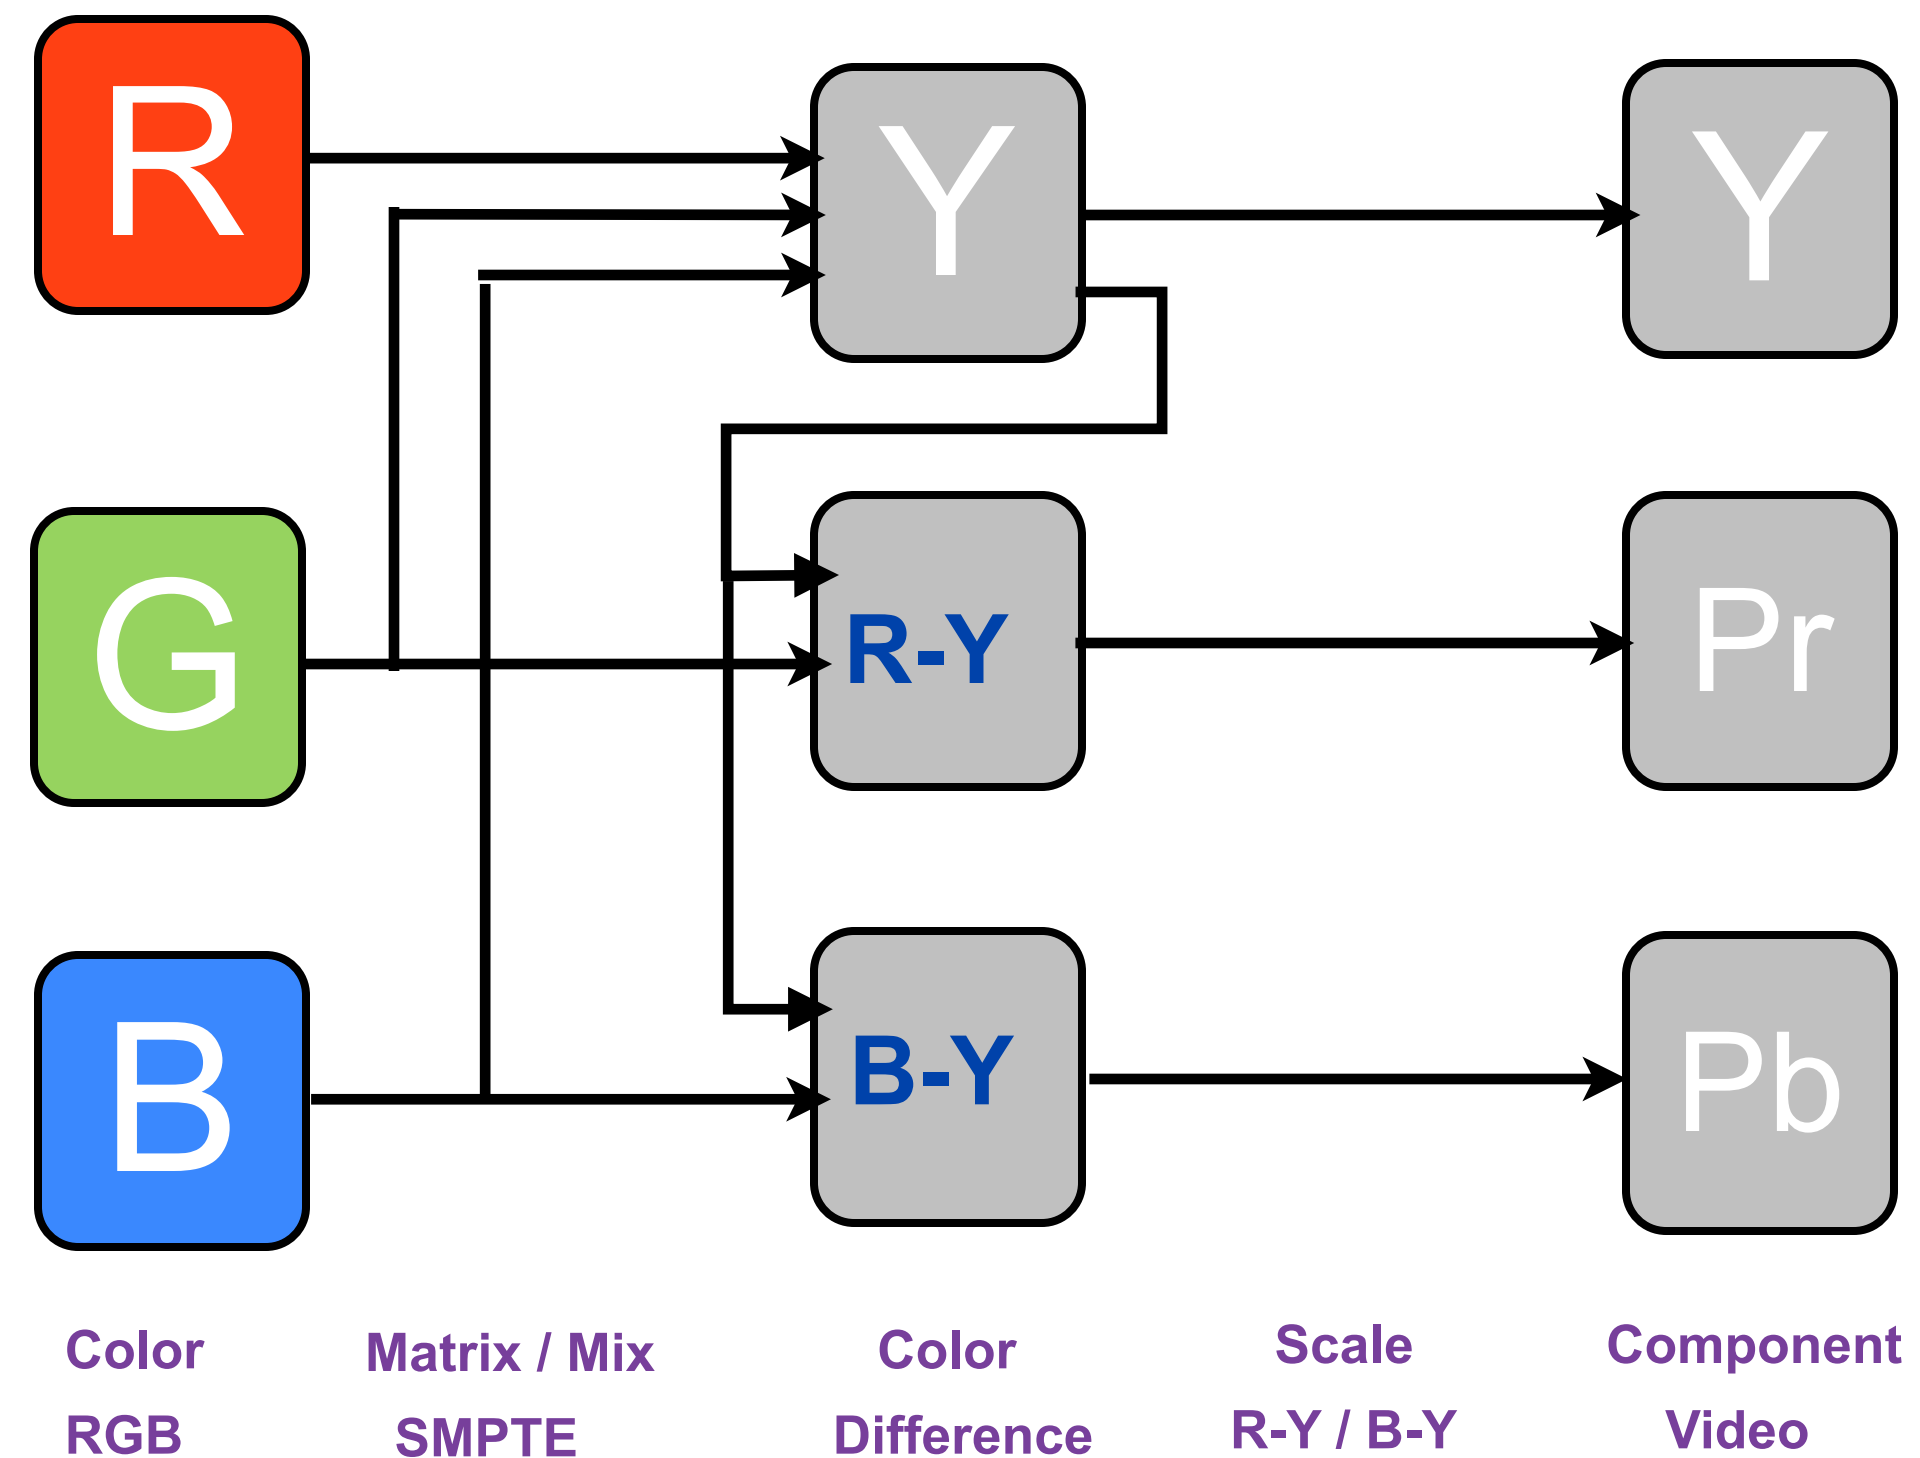 R
Y
Y
G
R-Y
Pr
B
B-Y
Pb
Color
RGB
Matrix / Mix
SMPTE
Color
Difference
Scale
R-Y / B-Y
Component
Video